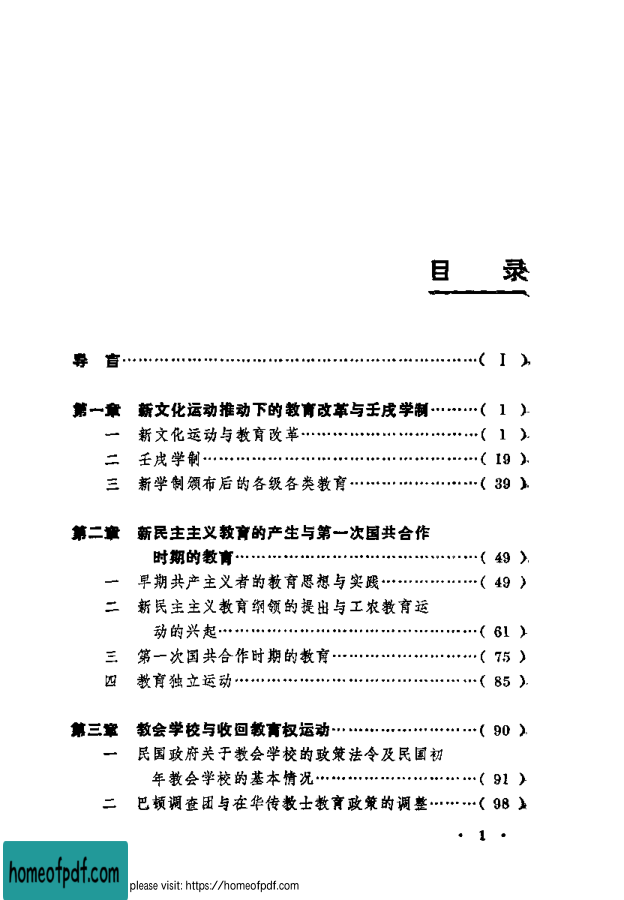 目 录
导 言…………………………………………………………( I )
第一章 新文化运动推动下的教育改革与壬戌学制………( 1 )
一 新文化运动与教育改革……………………………( 1 )
二 壬戌学制……………………………………………( 19 )
三 新学制颁布后的各级各类教育……………………( 39 )
第二章 新民主主义教育的产生与第一次国共合作
时期的教育………………………………………( 49 )
一 早期共产主义者的教育思想与实践………………( 49 )
二 新民主主义教育纲领的提出与工农教育运
动的兴起…………………………………………( 61 )
三 第一次国共合作时期的教育………………………( 75 )
四 教育独立运动………………………………………( 85 )
第三章 教会学校与收回教育权运动………………………( 90 )
一 民国政府关于教会学校的政策法令及民国初
年教会学校的基本情况…………………………( 91 )
二 巴顿调查团与在华传教士教育政策的调整………( 98 )
· 1 ·
homeofpdf.com
please visit: https://homeofpdf.com